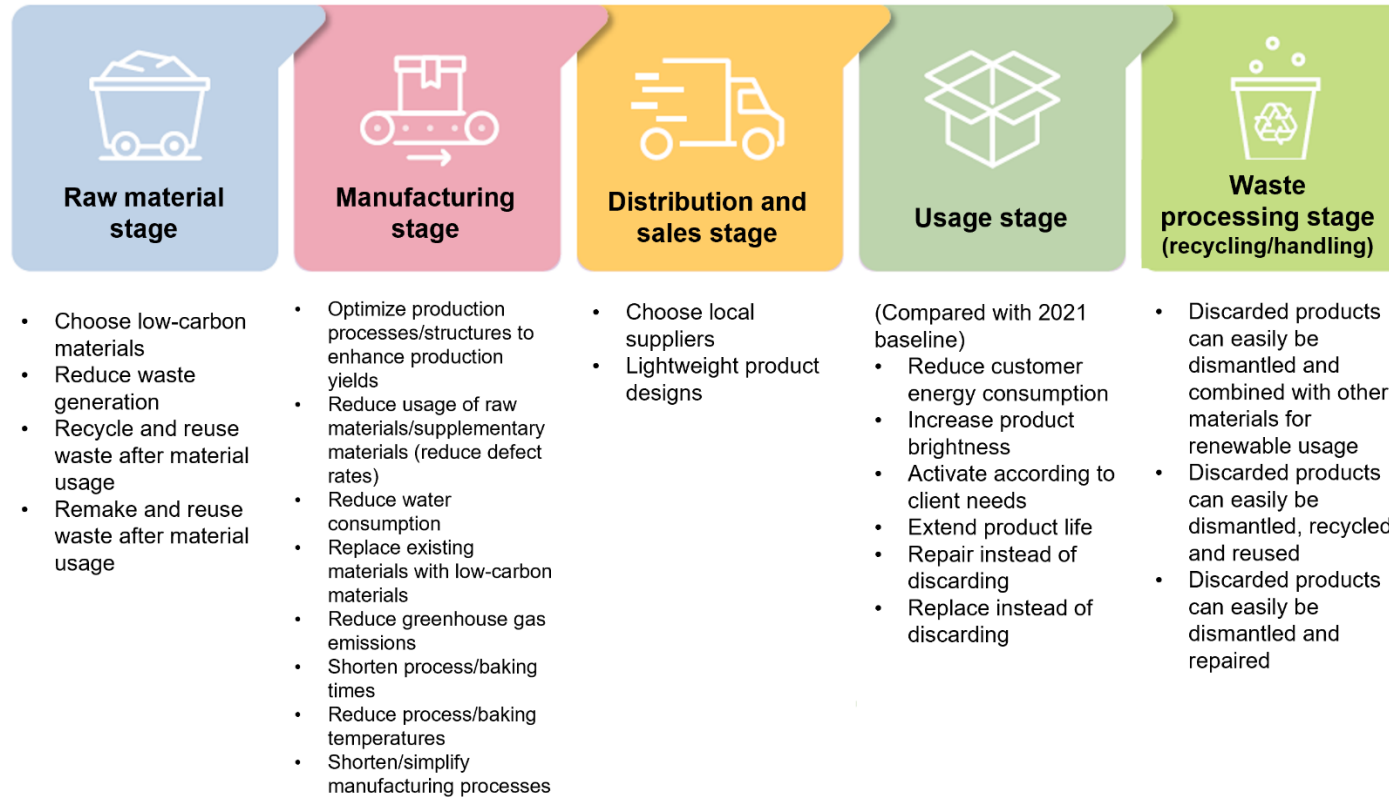 Raw material
stage
Manufacturing
stage
Distribution and
sales stage
Usage stage
Waste
processing stage
(recycling/handling)
• Choose low-carbon
materials
• Reduce waste
generation
• Recycle and reuse
waste after material
usage
• Remake and reuse
waste after material
usage
• Optimize production
processes/structures to
enhance production
yields
• Reduce usage of raw
materials/supplementary
materials (reduce defect
rates)
• Reduce water
consumption
• Replace existing
materials with low-carbon
materials
• Reduce greenhouse gas
emissions
• Shorten process/baking
times
• Reduce process/baking
temperatures
• Shorten/simplify
manufacturing processes
• Choose local
suppliers
• Lightweight product
designs
(Compared with 2021
baseline)
• Reduce customer
energy consumption
• Increase product
brightness
• Activate according to
client needs
• Extend product life
• Repair instead of
discarding
• Replace instead of
discarding
• Discarded products
can easily be
dismantled and
combined with other
materials for
renewable usage
• Discarded products
can easily be
dismantled, recycled
and reused
• Discarded products
can easily be
dismantled and
repaired